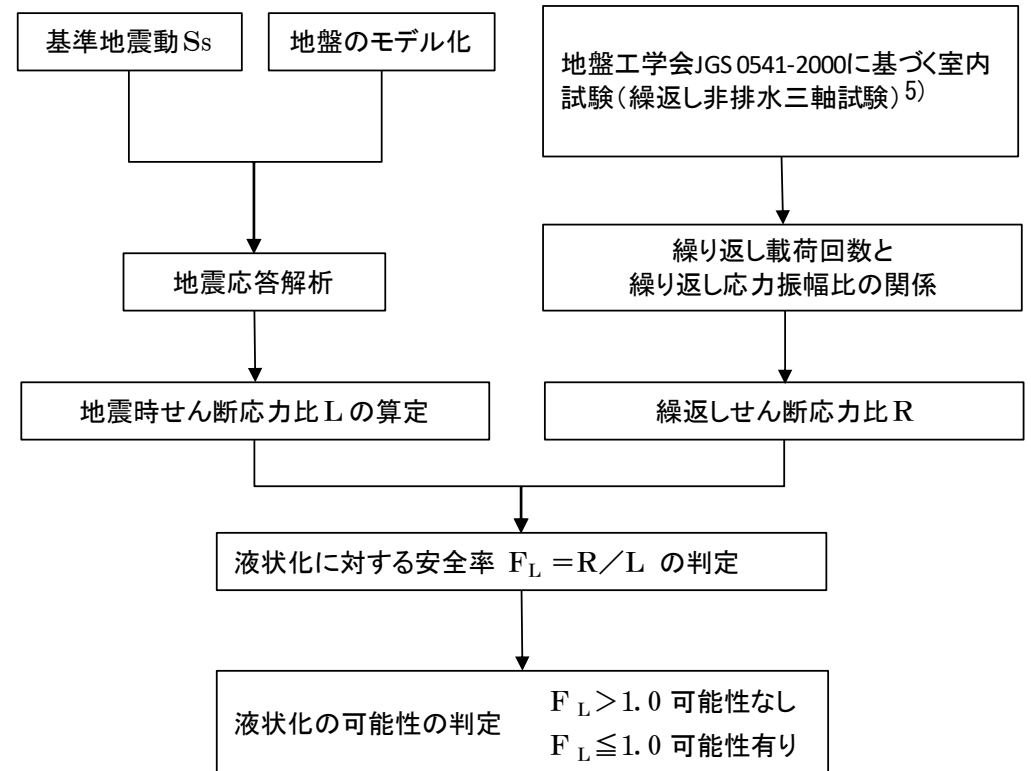 基準地震動Ss
地盤のモデル化
地盤工学会JGS 0541-2000に基づく室内
試験(繰返し非排水三軸試験)5)
繰り返し載荷回数と
繰り返し応力振幅比の関係
地震応答解析
地震時せん断応力比Lの算定
繰返しせん断応力比R
液状化に対する安全率 FL=R/L の判定
液状化の可能性の判定
FL>1.0 可能性なし
FL≦1.0 可能性有り